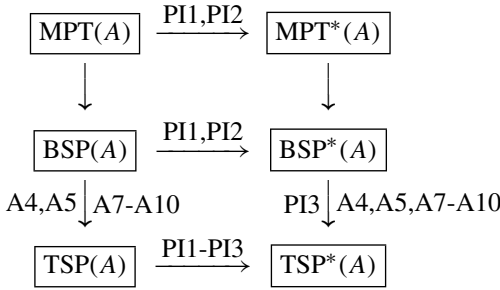 MPT(A) PI1,PI2 MPT*(A)
BSP(A) PI1,PI2 BSP*(A)
A4,A5 A7-A10 PI3 A4,A5,A7-A10
TSP(A) PI1-PI3 TSP*(A)